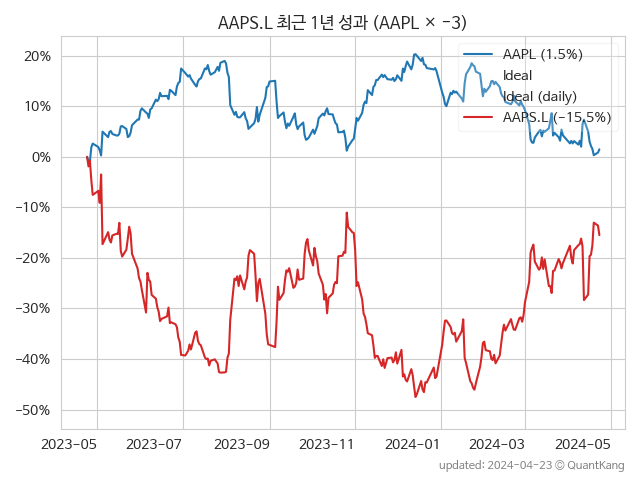 AAPS.L 최근 1년 성과 (AAPL × −3)
AAPL (1.5%)
Ideal
Ideal (daily)
AAPS.L (−15.5%)
20%
10%
0%
−10%
−20%
−30%
−40%
−50%
2023−05 2023−07 2023−09 2023−11 2024−01 2024−03 2024−05
updated: 2024−04−23 ⓒ QuantKang